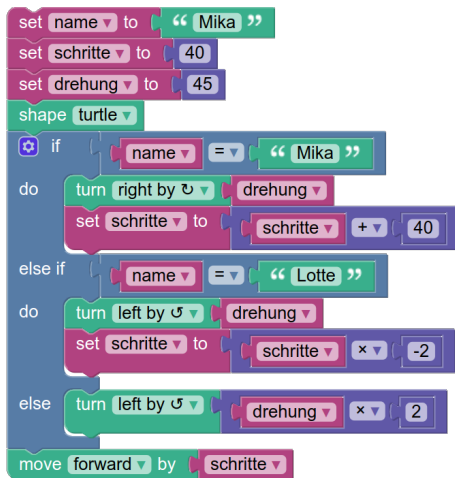 set name ▾ to “ Mika ”
set schritte ▾ to 40
set drehung ▾ to 45
shape turtle ▾
if name ▾ = ▾ “ Mika ”
do turn right by ↻ ▾ drehung ▾
set schritte ▾ to schritte ▾ + ▾ 40
else if name ▾ = ▾ “ Lotte ”
do turn left by ↺ ▾ drehung ▾
set schritte ▾ to schritte ▾ × ▾ -2
else turn left by ↺ ▾ drehung ▾ × ▾ 2
move forward ▾ by schritte ▾